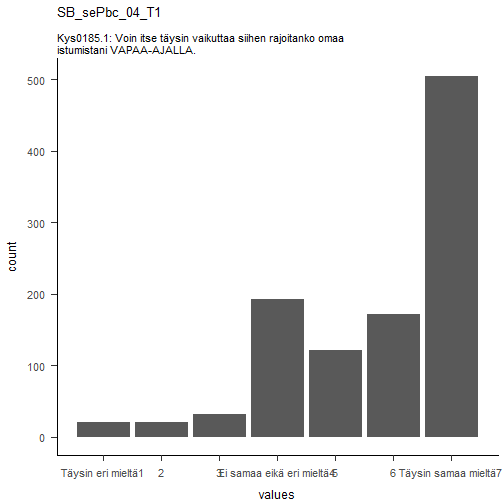 SB_sePbc_04_T1
Kys0185.1: Voin itse täysin vaikuttaa siihen rajoitanko omaa
istumistani VAPAA-AJALLA.
500
400
300
200
100
0
count
Täysin eri mieltä1 2 3 Ei samaa eikä eri mieltä4 5 6 Täysin samaa mieltä7
values